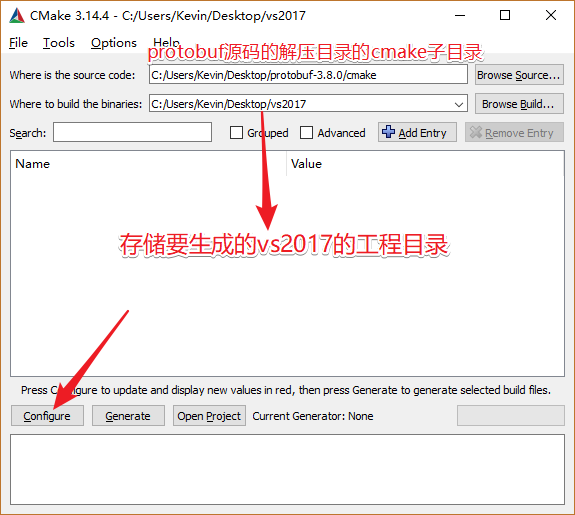 CMake 3.14.4 - C:/Users/Kevin/Desktop/vs2017
File Tools Options Help
protobuf源码的解压目录的cmake子目录
Where is the source code: C:/Users/Kevin/Desktop/protobuf-3.8.0/cmake Browse Source...
Where to build the binaries: C:/Users/Kevin/Desktop/vs2017 Browse Build...
Search: Grouped Advanced Add Entry Remove Entry
Name Value
存储要生成的vs2017的工程目录
Press Configure to update and display new values in red, then press Generate to generate selected build files.
Configure Generate Open Project Current Generator: None